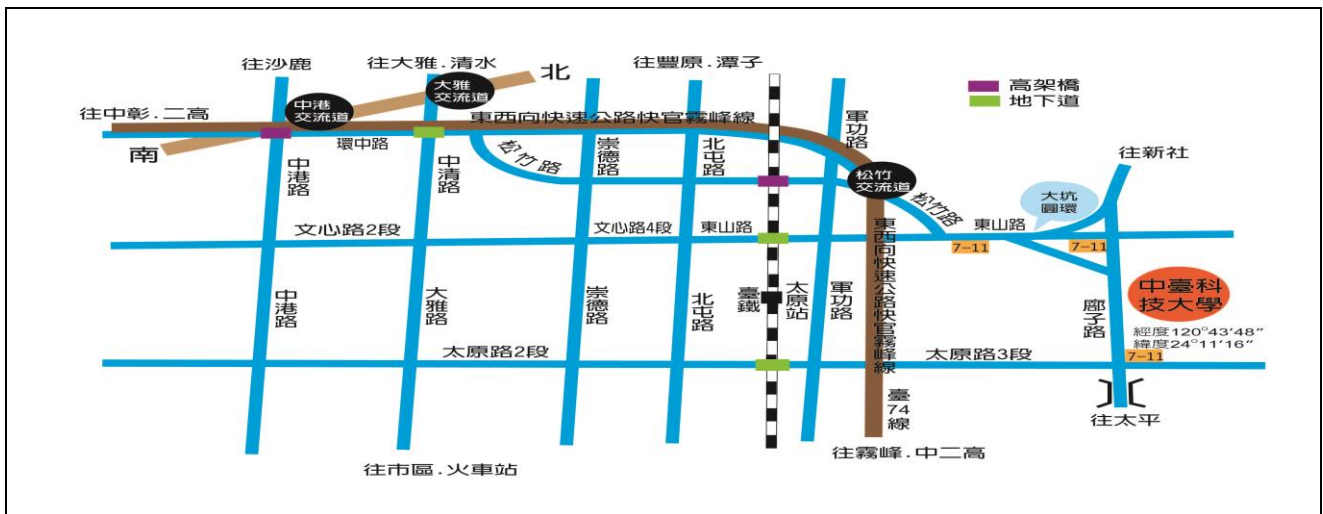 往沙鹿
往大雅.清水
北
往豐原.潭子
高架橋
地下道
大雅
交流道
中港
交流道
往中彰.二高
東西向快速公路快官霧峰線
軍功路
南
環中路
松竹路
崇德路
北屯路
中港路
中清路
松竹
交流道
往新社
大坑
圓環
松竹路
文心路2段
文心路4段
東山路
東山路
7-11
7-11
東西向快速公路快官霧峰線
中港路
大雅路
崇德路
北屯路
臺鐵
太原站
軍功路
廍子路
中臺科
技大學
經度120°43'48"
緯度24°11'16"
7-11
太原路2段
太原路3段
臺74線
往太平
往霧峰.中二高
往市區.火車站